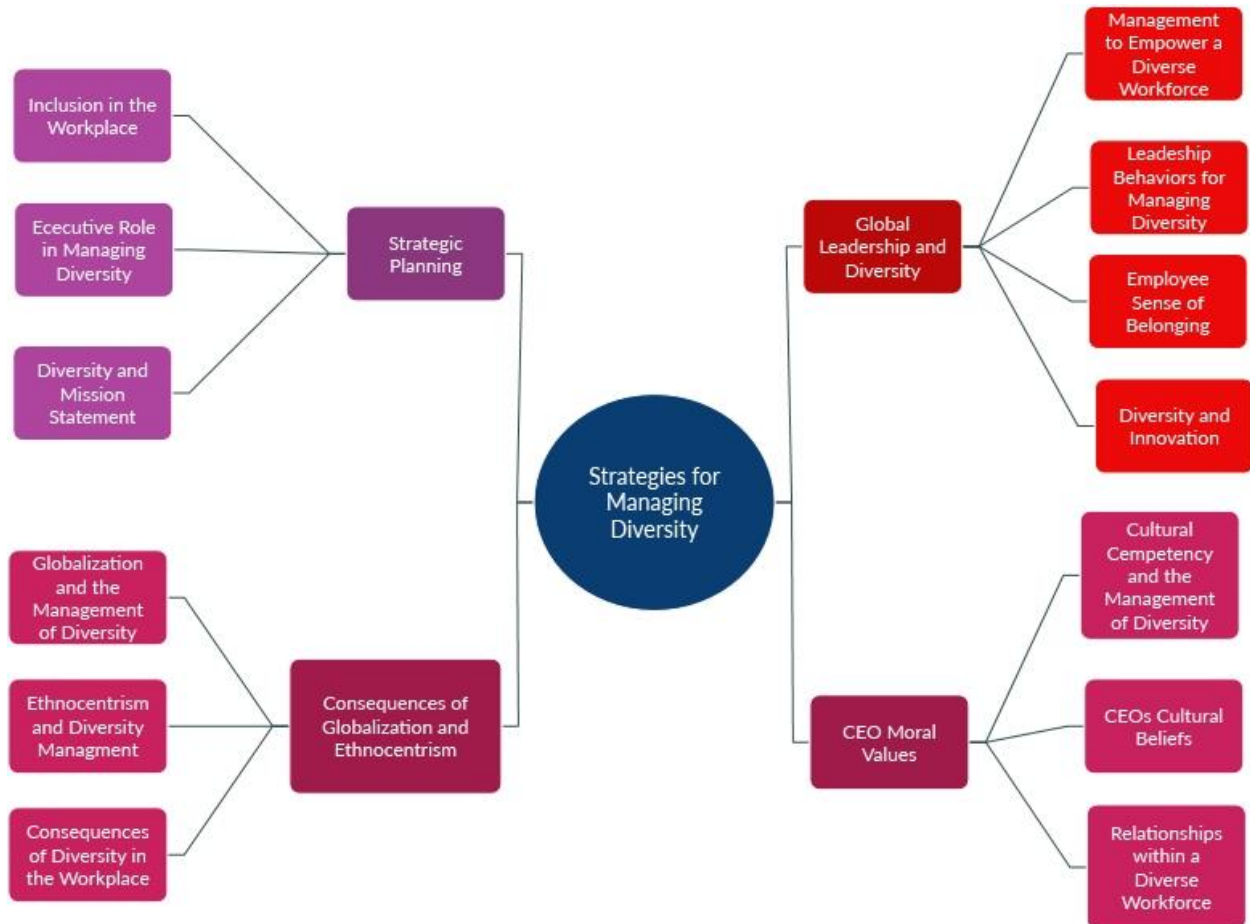 Strategies for
Managing
Diversity
Strategic
Planning
Inclusion in the
Workplace
Ececutive Role
in Managing
Diversity
Diversity and
Mission
Statement
Consequences of
Globalization and
Ethnocentrism
Globalization
and the
Management
of Diversity
Ethnocentrism
and Diversity
Managment
Consequences
of Diversity in
the Workplace
Global
Leadership and
Diversity
Management
to Empower a
Diverse
Workforce
Leadeship
Behaviors for
Managing
Diversity
Employee
Sense of
Belonging
Diversity and
Innovation
CEO Moral
Values
Cultural
Cempetency
and the
Management
of Diversity
CEOs Cultural
Beliefs
Relationships
within a
Diverse
Workforce